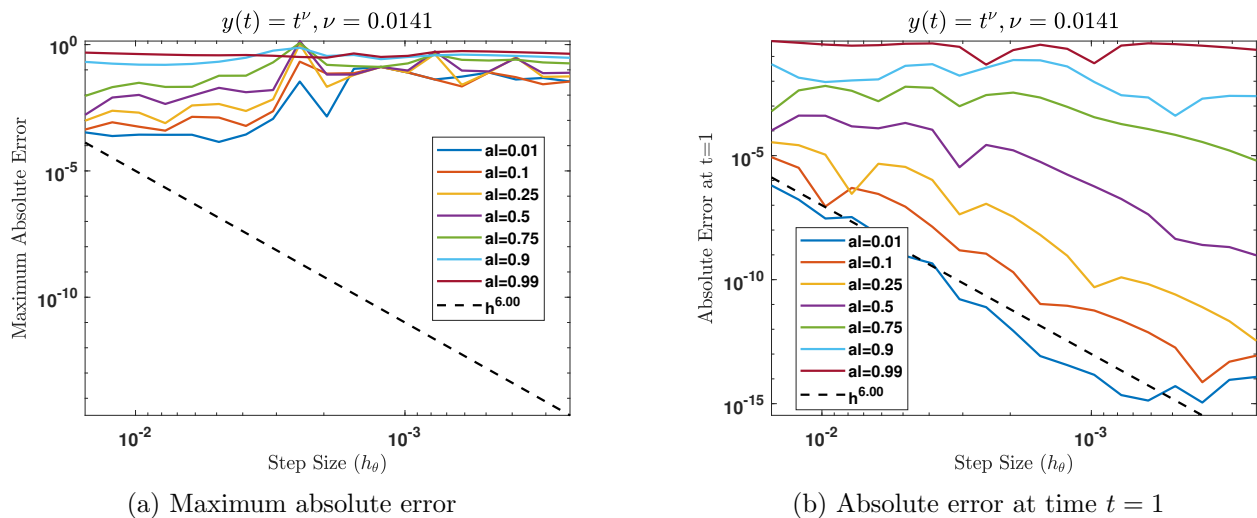 y(t) = t^ν, ν = 0.0141
Maximum Absolute Error
10^0
10^-5
10^-10
al=0.01
al=0.1
al=0.25
al=0.5
al=0.75
al=0.9
al=0.99
h^6.00
10^-2
10^-3
Step Size (h_θ)
(a) Maximum absolute error
y(t) = t^ν, ν = 0.0141
Absolute Error at t=1
10^-5
10^-10
10^-15
al=0.01
al=0.1
al=0.25
al=0.5
al=0.75
al=0.9
al=0.99
h^6.00
10^-2
10^-3
Step Size (h_θ)
(b) Absolute error at time t = 1